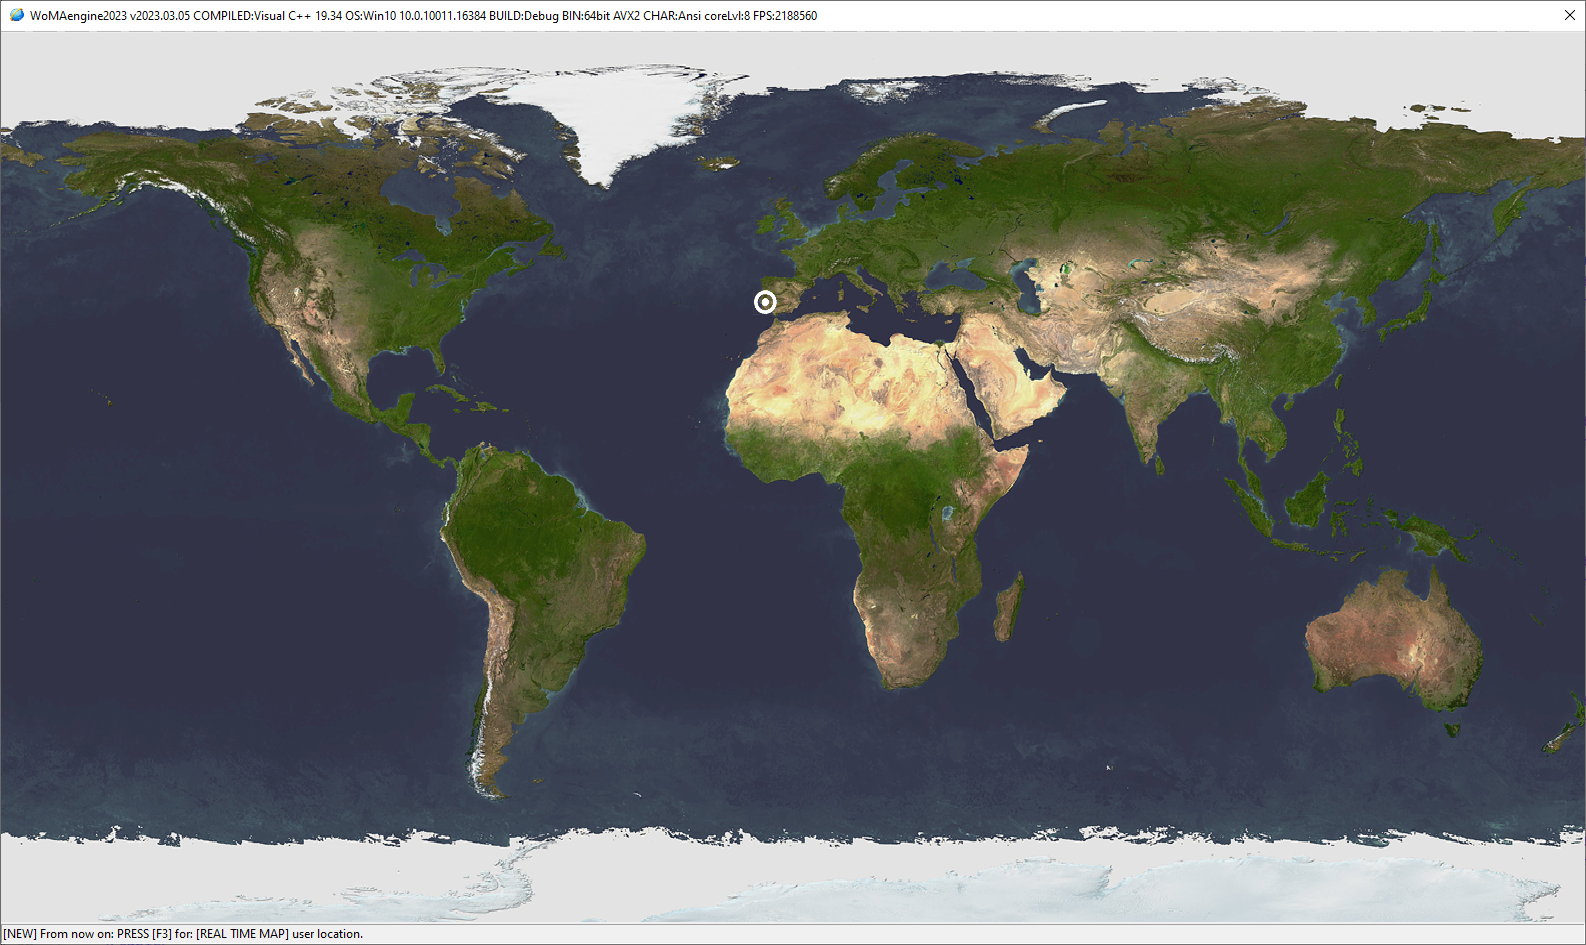 WoMAengine2023 v2023.03.05 COMPILED:Visual C++ 19.34 OS:Win10 10.0.10011.16384 BUILD:Debug BIN:64bit AVX2 CHAR:Ansi coreLvl:8 FPS:2188560
[NEW] From now on: PRESS [F3] for: [REAL TIME MAP] user location.